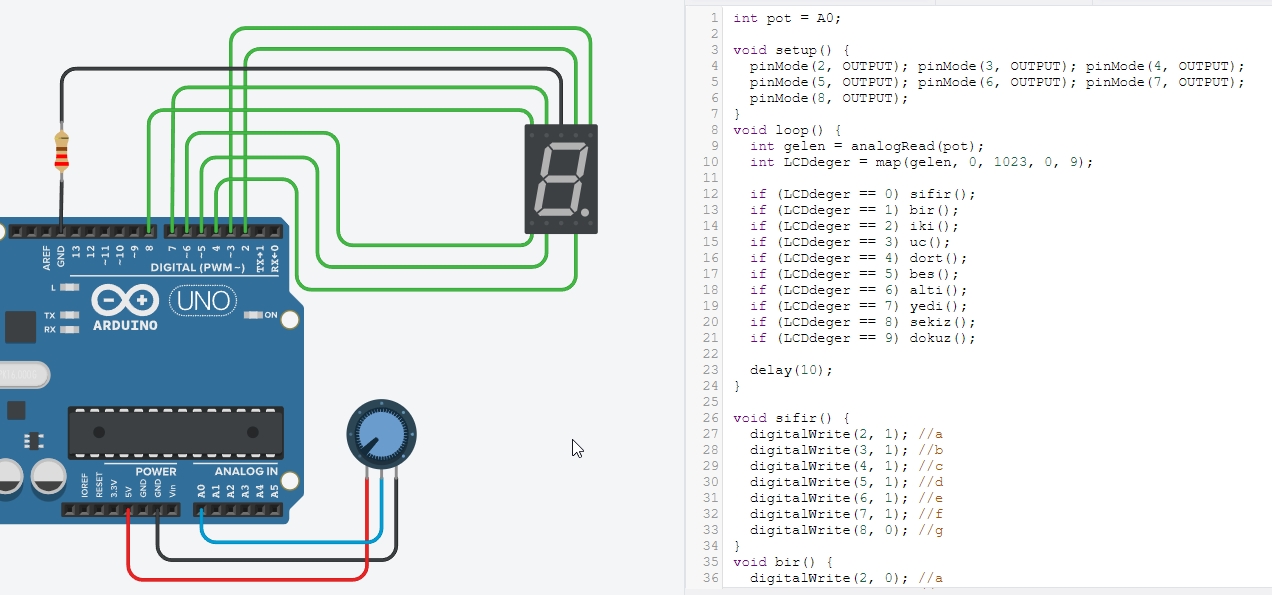 AREF
GND
13
12
~11
~10
~9
8
7
~6
~5
4
~3
2
TX→1
RX←0
DIGITAL (PWM~)
L
TX
RX
ARDUINO
UNO
ON
POWER
ANALOG IN
IOREF
RESET
3.3V
5V
GND
GND
Vin
A0
A1
A2
A3
A4
A5
1 int pot = A0;
2
3 void setup() {
4   pinMode(2, OUTPUT); pinMode(3, OUTPUT); pinMode(4, OUTPUT);
5   pinMode(5, OUTPUT); pinMode(6, OUTPUT); pinMode(7, OUTPUT);
6   pinMode(8, OUTPUT);
7 }
8 void loop() {
9   int gelen = analogRead(pot);
10   int LCDdeger = map(gelen, 0, 1023, 0, 9);
11
12   if (LCDdeger == 0) sifir();
13   if (LCDdeger == 1) bir();
14   if (LCDdeger == 2) iki();
15   if (LCDdeger == 3) uc();
16   if (LCDdeger == 4) dort();
17   if (LCDdeger == 5) bes();
18   if (LCDdeger == 6) alti();
19   if (LCDdeger == 7) yedi();
20   if (LCDdeger == 8) sekiz();
21   if (LCDdeger == 9) dokuz();
22
23   delay(10);
24 }
25
26 void sifir() {
27   digitalWrite(2, 1); //a
28   digitalWrite(3, 1); //b
29   digitalWrite(4, 1); //c
30   digitalWrite(5, 1); //d
31   digitalWrite(6, 1); //e
32   digitalWrite(7, 1); //f
33   digitalWrite(8, 0); //g
34 }
35 void bir() {
36   digitalWrite(2, 0); //a